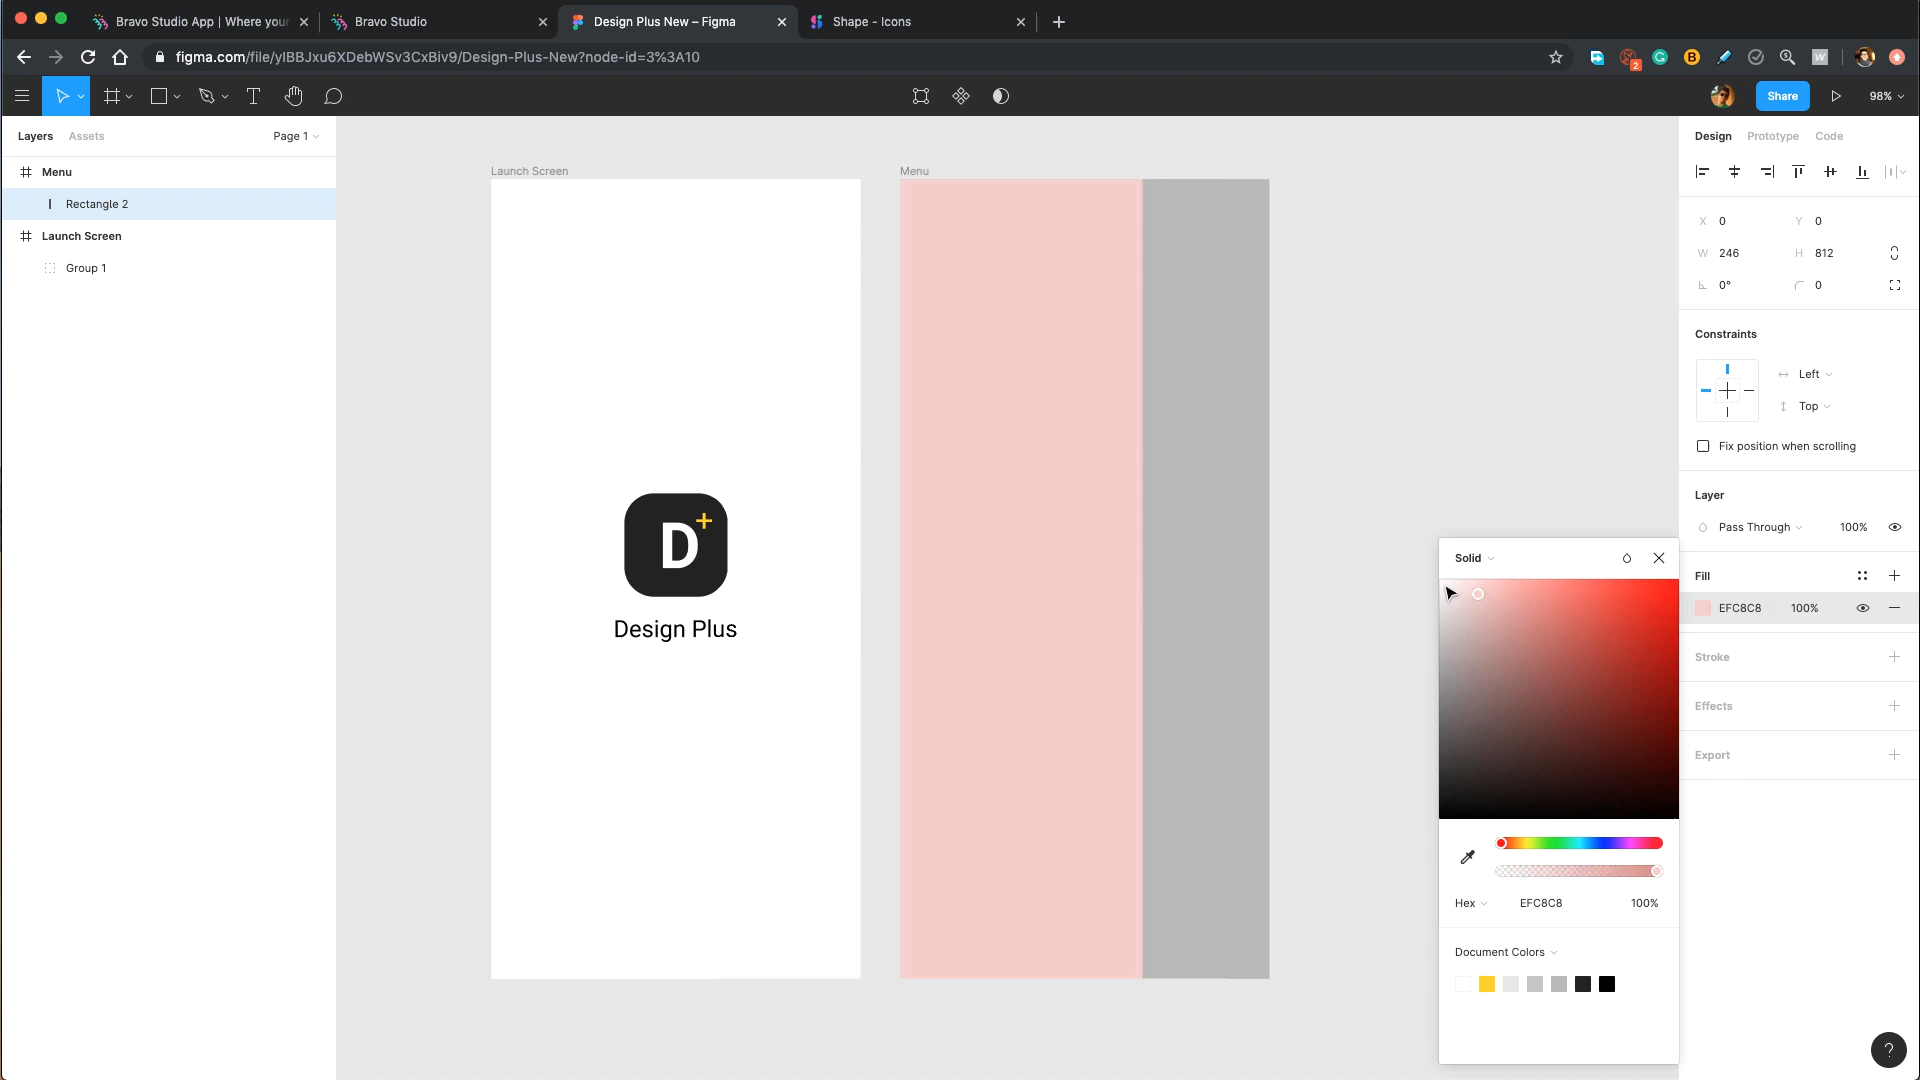 Bravo Studio App | Where your
Bravo Studio
Design Plus New – Figma
Shape - Icons
figma.com/file/yIBBJxu6XDebWSv3CxBiv9/Design-Plus-New?node-id=3%3A10
2
B
W
T
Share
98%
Layers
Assets
Page 1
Menu
Rectangle 2
Launch Screen
Group 1
Launch Screen
Menu
D+
Design Plus
Design
Prototype
Code
X 0
Y 0
W 246
H 812
0°
0
Constraints
Left
Top
Fix position when scrolling
Layer
Pass Through
100%
Fill
EFC8C8
100%
Stroke
Effects
Export
Solid
Hex
EFC8C8
100%
Document Colors
?